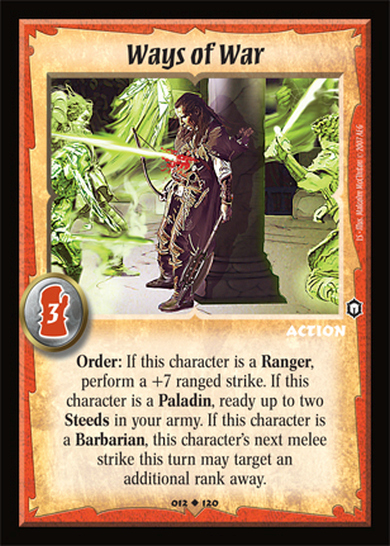 Ways of War
ACTION
3
Order: If this character is a Ranger,
perform a +7 ranged strike. If this
character is a Paladin, ready up to two
Steeds in your army. If this character is
a Barbarian, this character's next melee
strike this turn may target an
additional rank away.
012 ◆ 120